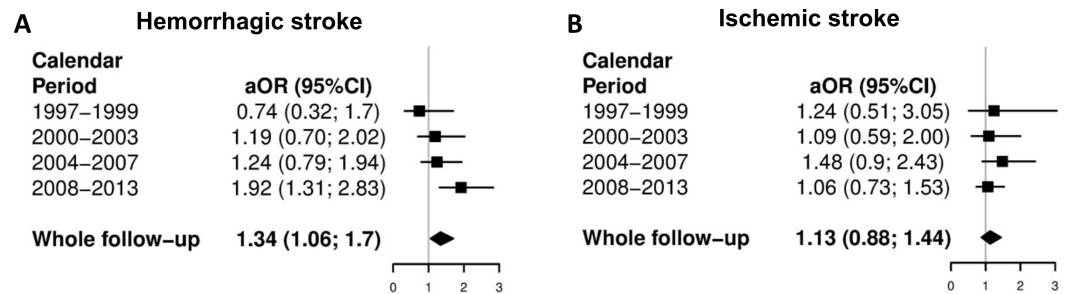 A
Hemorrhagic stroke
Calendar
Period aOR (95%CI)
1997−1999 0.74 (0.32; 1.7)
2000−2003 1.19 (0.70; 2.02)
2004−2007 1.24 (0.79; 1.94)
2008−2013 1.92 (1.31; 2.83)
Whole follow−up 1.34 (1.06; 1.7)
0 1 2 3
B
Ischemic stroke
Calendar
Period aOR (95%CI)
1997−1999 1.24 (0.51; 3.05)
2000−2003 1.09 (0.59; 2.00)
2004−2007 1.48 (0.9; 2.43)
2008−2013 1.06 (0.73; 1.53)
Whole follow−up 1.13 (0.88; 1.44)
0 1 2 3